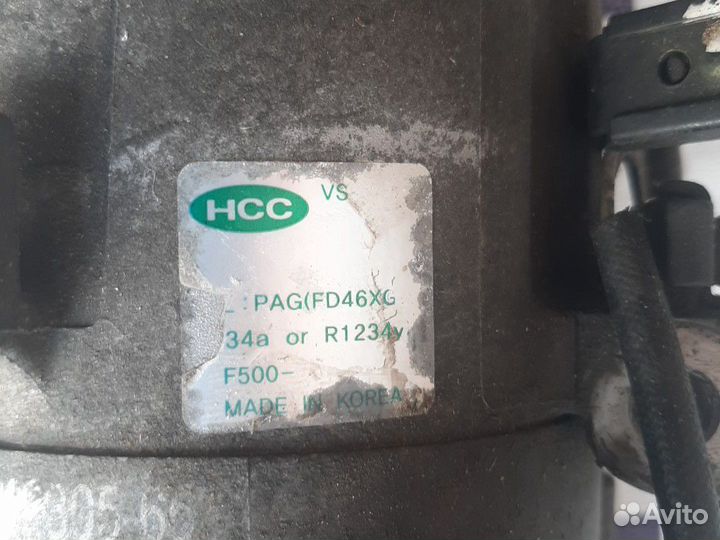 HCC VS
: PAG(FD46XG
34a or R1234y
F500-
MADE IN KOREA
Avito